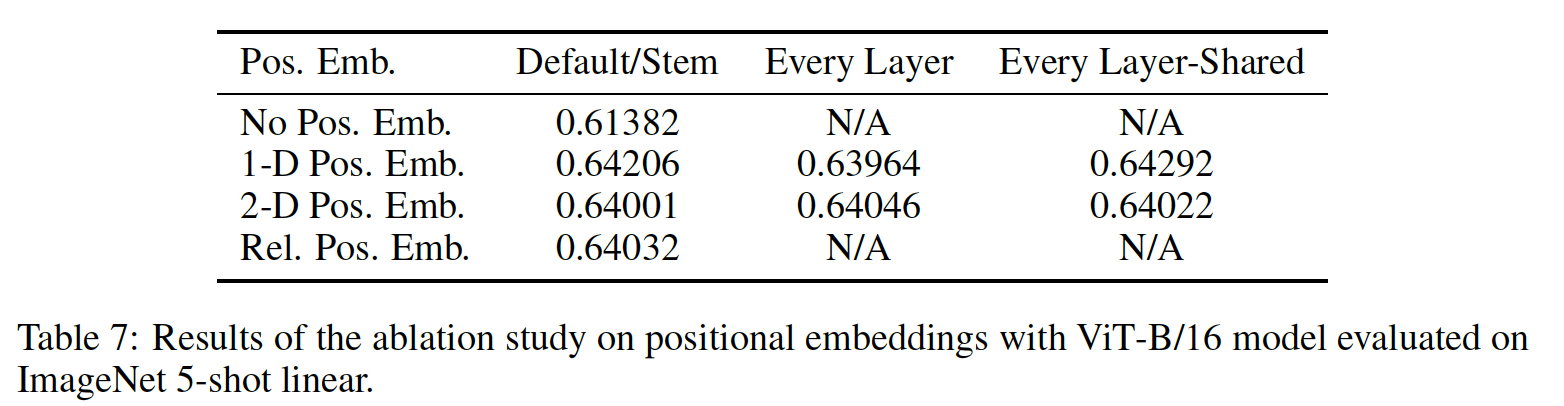 Pos. Emb. Default/Stem Every Layer Every Layer-Shared
No Pos. Emb. 0.61382 N/A N/A
1-D Pos. Emb. 0.64206 0.63964 0.64292
2-D Pos. Emb. 0.64001 0.64046 0.64022
Rel. Pos. Emb. 0.64032 N/A N/A
Table 7: Results of the ablation study on positional embeddings with ViT-B/16 model evaluated on
ImageNet 5-shot linear.